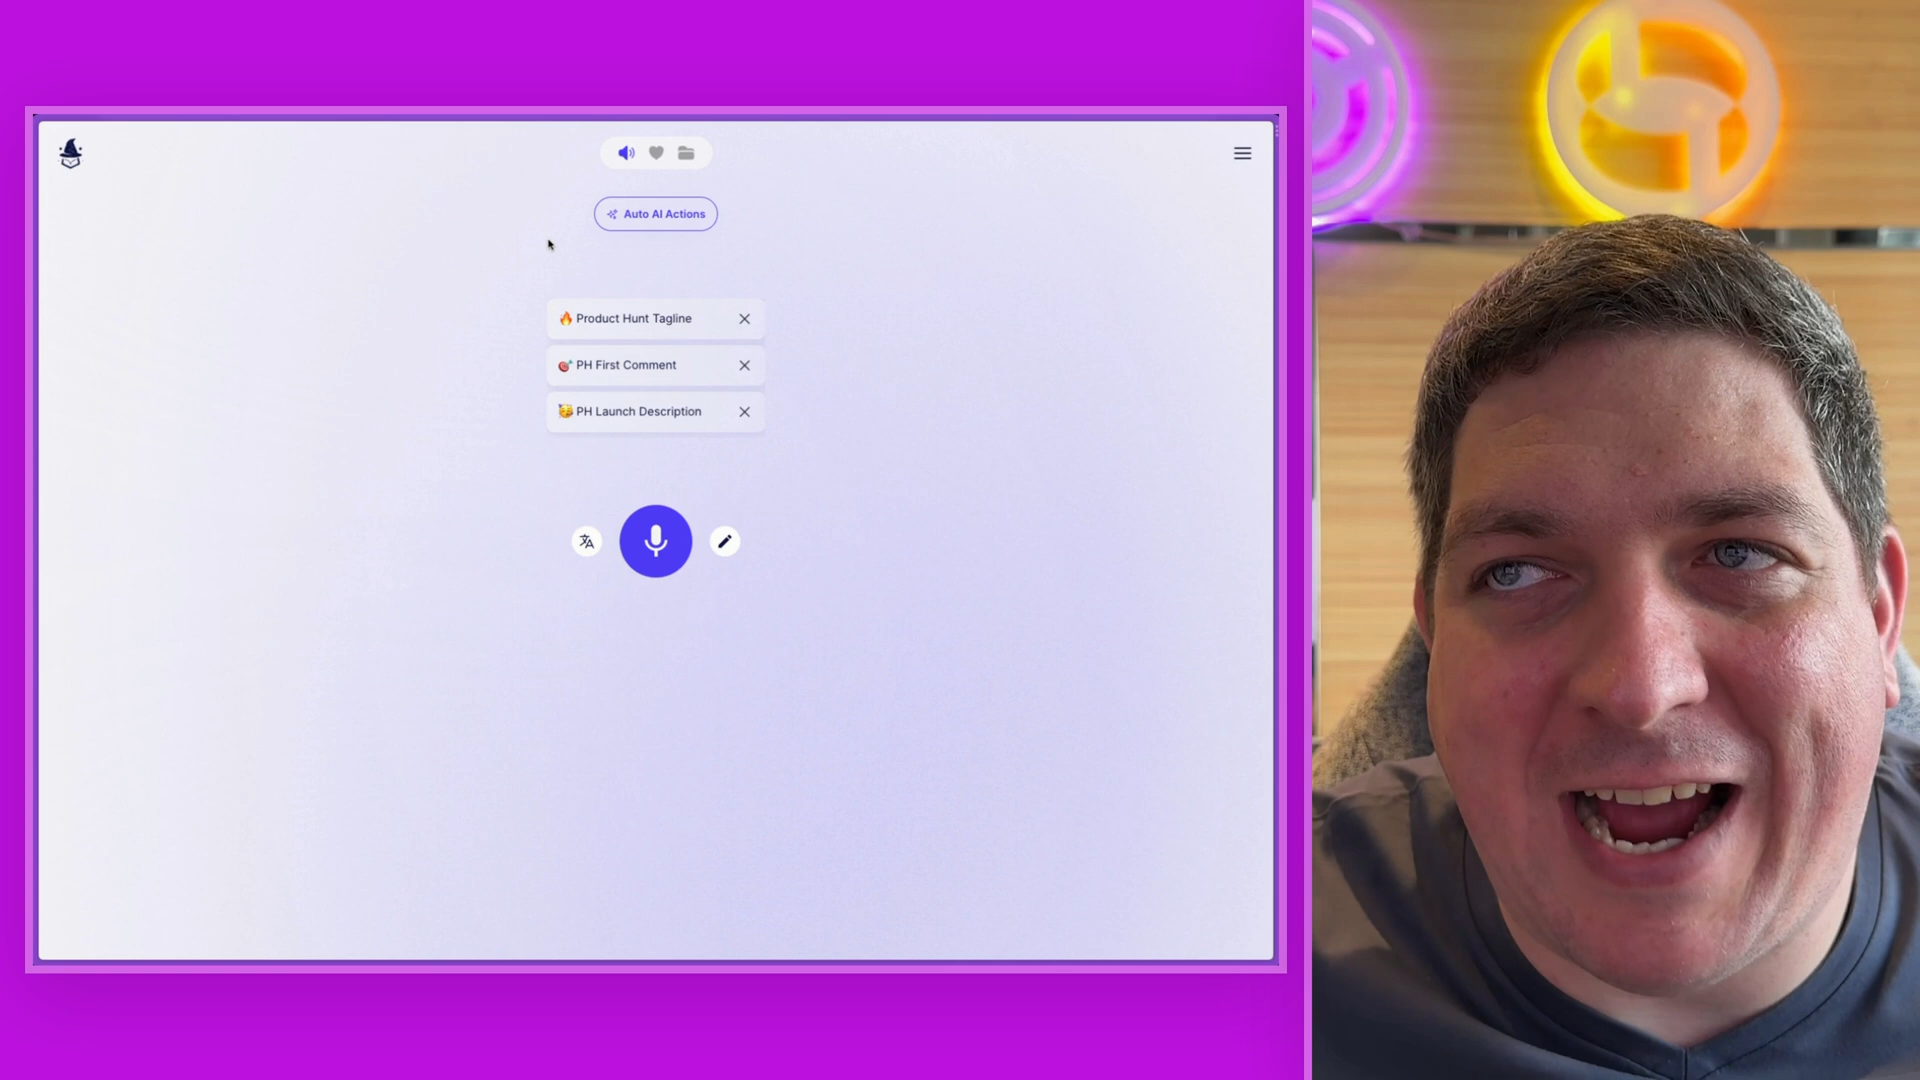 Auto AI Actions
🔥 Product Hunt Tagline
🎯 PH First Comment
🥳 PH Launch Description